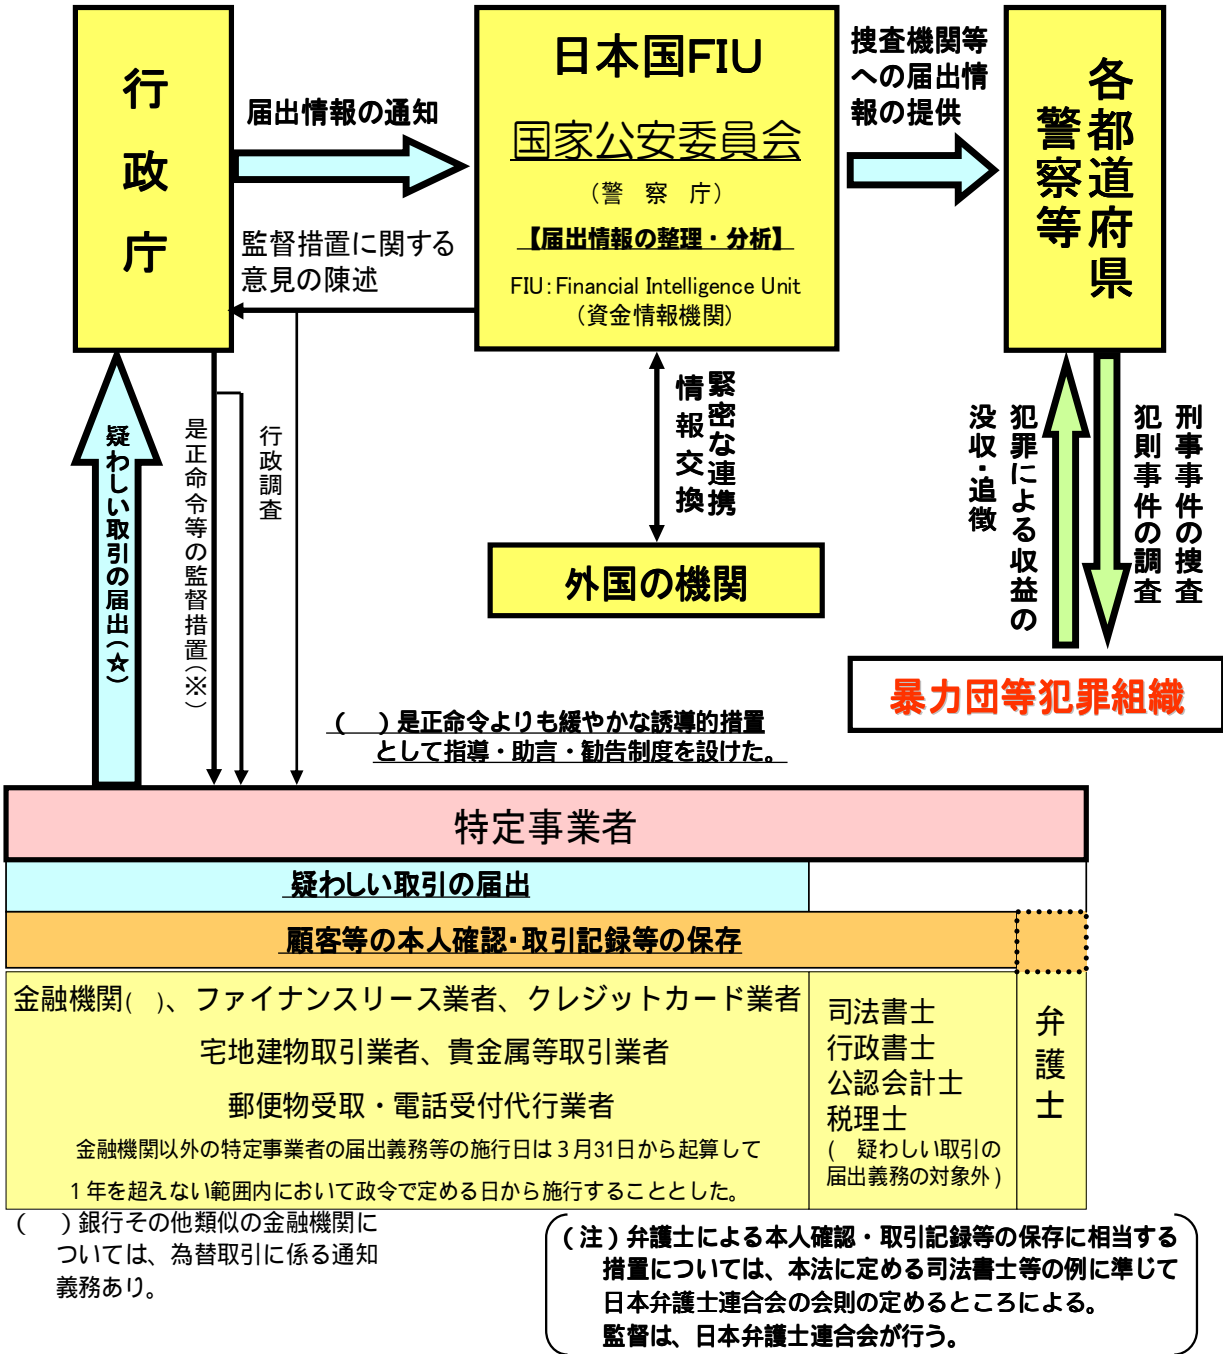 行政庁
届出情報の通知
監督措置に関する
意見の陳述
日本国FIU
国家公安委員会
（警　察　庁）
【届出情報の整理・分析】
FIU：Financial Intelligence Unit
（資金情報機関）
捜査機関等
への届出情
報の提供
各都道府県
警察等
疑わしい取引の届出(☆)
是正命令等の監督措置(※)
行政調査
緊密な連携
情報交換
外国の機関
犯罪による収益の
没収・追徴
刑事事件の捜査
犯則事件の調査
暴力団等犯罪組織
（　）是正命令よりも緩やかな誘導的措置
として指導・助言・勧告制度を設けた。
特定事業者
疑わしい取引の届出
顧客等の本人確認・取引記録等の保存
金融機関(　)、ファイナンスリース業者、クレジットカード業者
宅地建物取引業者、貴金属等取引業者
郵便物受取・電話受付代行業者
金融機関以外の特定事業者の届出義務等の施行日は３月31日から起算して
１年を超えない範囲内において政令で定める日から施行することとした。
司法書士
行政書士
公認会計士
税理士
(　疑わしい取引の
届出義務の対象外)
弁護士
（　）銀行その他類似の金融機関に
ついては、為替取引に係る通知
義務あり。
（注）弁護士による本人確認・取引記録等の保存に相当する
措置については、本法に定める司法書士等の例に準じて
日本弁護士連合会の会則の定めるところによる。
監督は、日本弁護士連合会が行う。